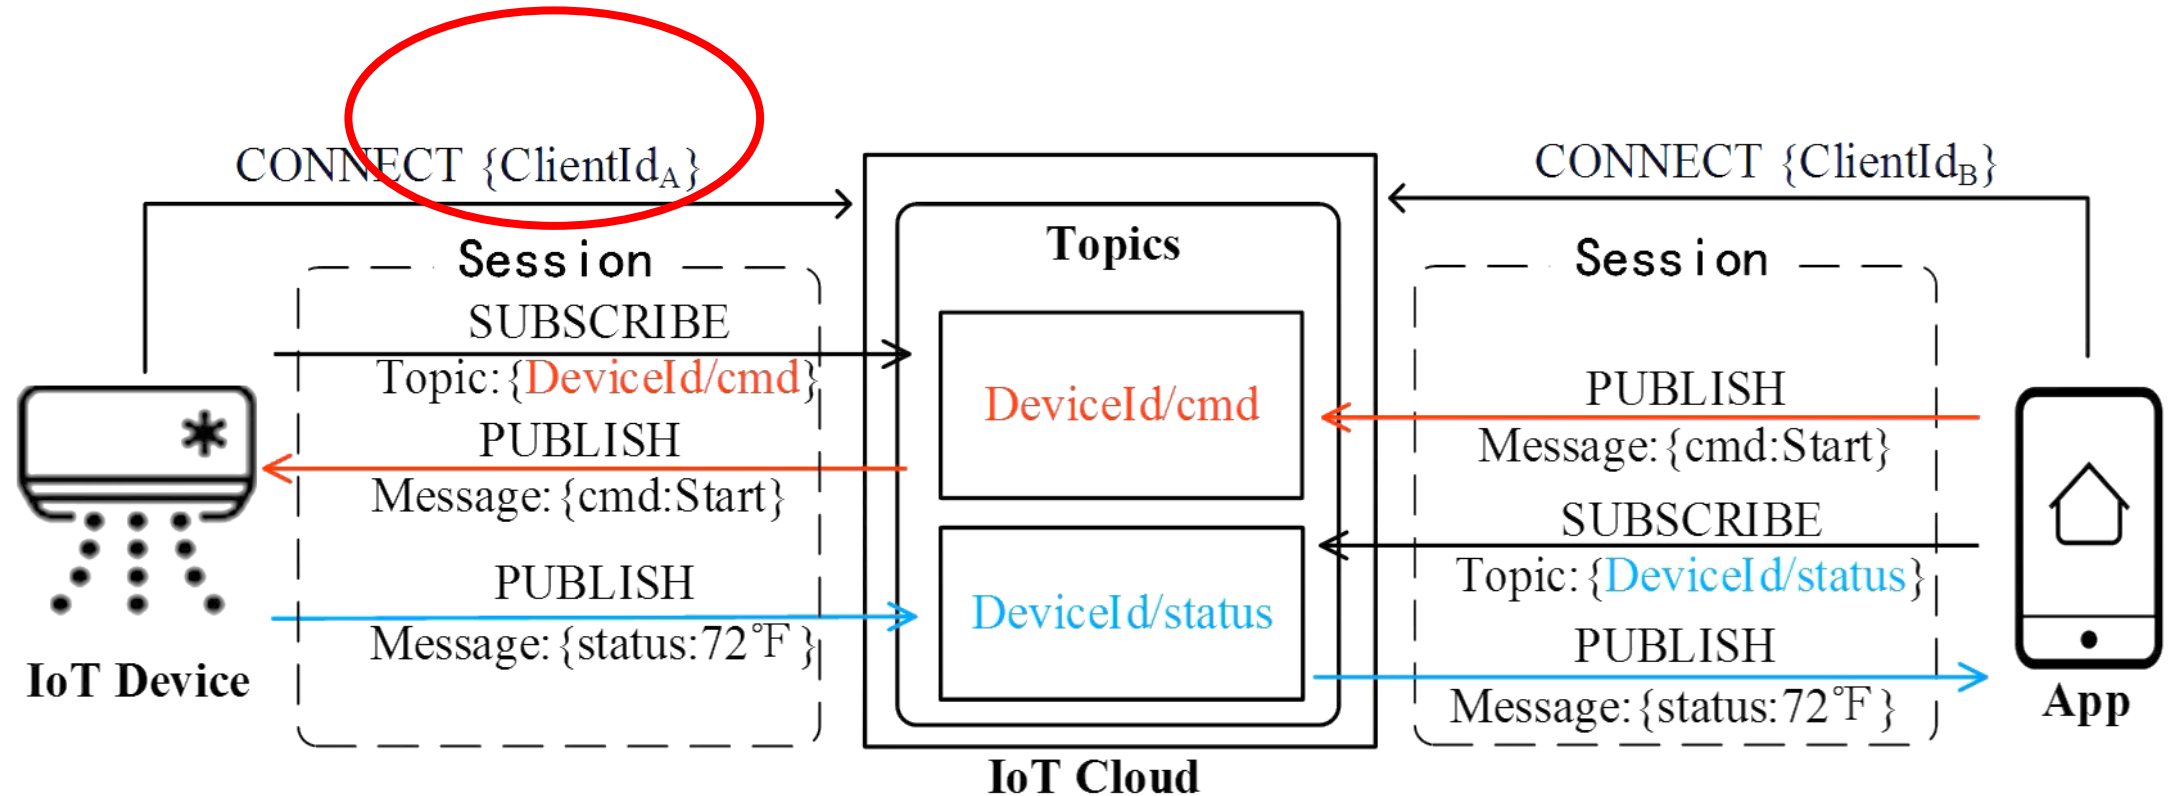 CONNECT {ClientIdA}
CONNECT {ClientIdB}
Session
SUBSCRIBE
Topic:{DeviceId/cmd}
PUBLISH
Message:{cmd:Start}
PUBLISH
Message:{status:72℉}
IoT Device
Topics
DeviceId/cmd
DeviceId/status
IoT Cloud
Session
PUBLISH
Message:{cmd:Start}
SUBSCRIBE
Topic:{DeviceId/status}
PUBLISH
Message:{status:72℉}
App